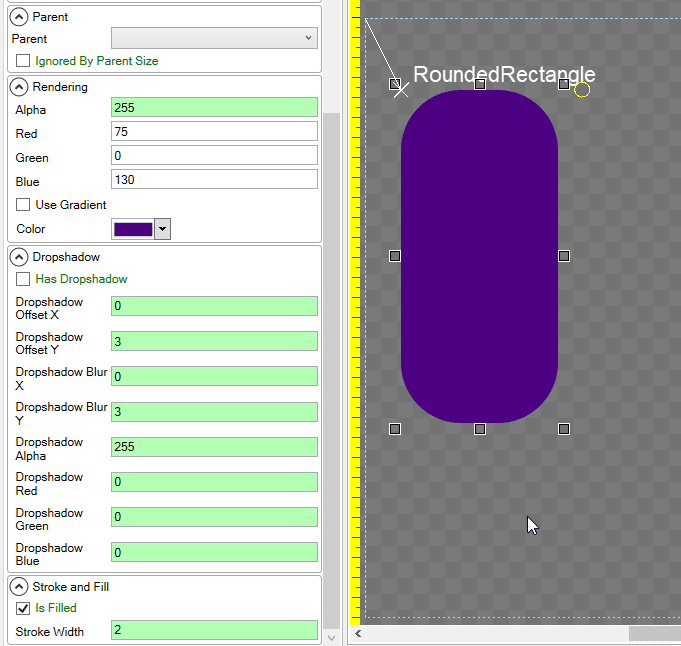 Parent
Parent
Ignored By Parent Size
Rendering
Alpha 255
Red 75
Green 0
Blue 130
Use Gradient
Color
Dropshadow
Has Dropshadow
Dropshadow
Offset X 0
Dropshadow
Offset Y 3
Dropshadow Blur
X 0
Dropshadow Blur
Y 3
Dropshadow
Alpha 255
Dropshadow
Red 0
Dropshadow
Green 0
Dropshadow
Blue 0
Stroke and Fill
Is Filled
Stroke Width 2
RoundedRectangle